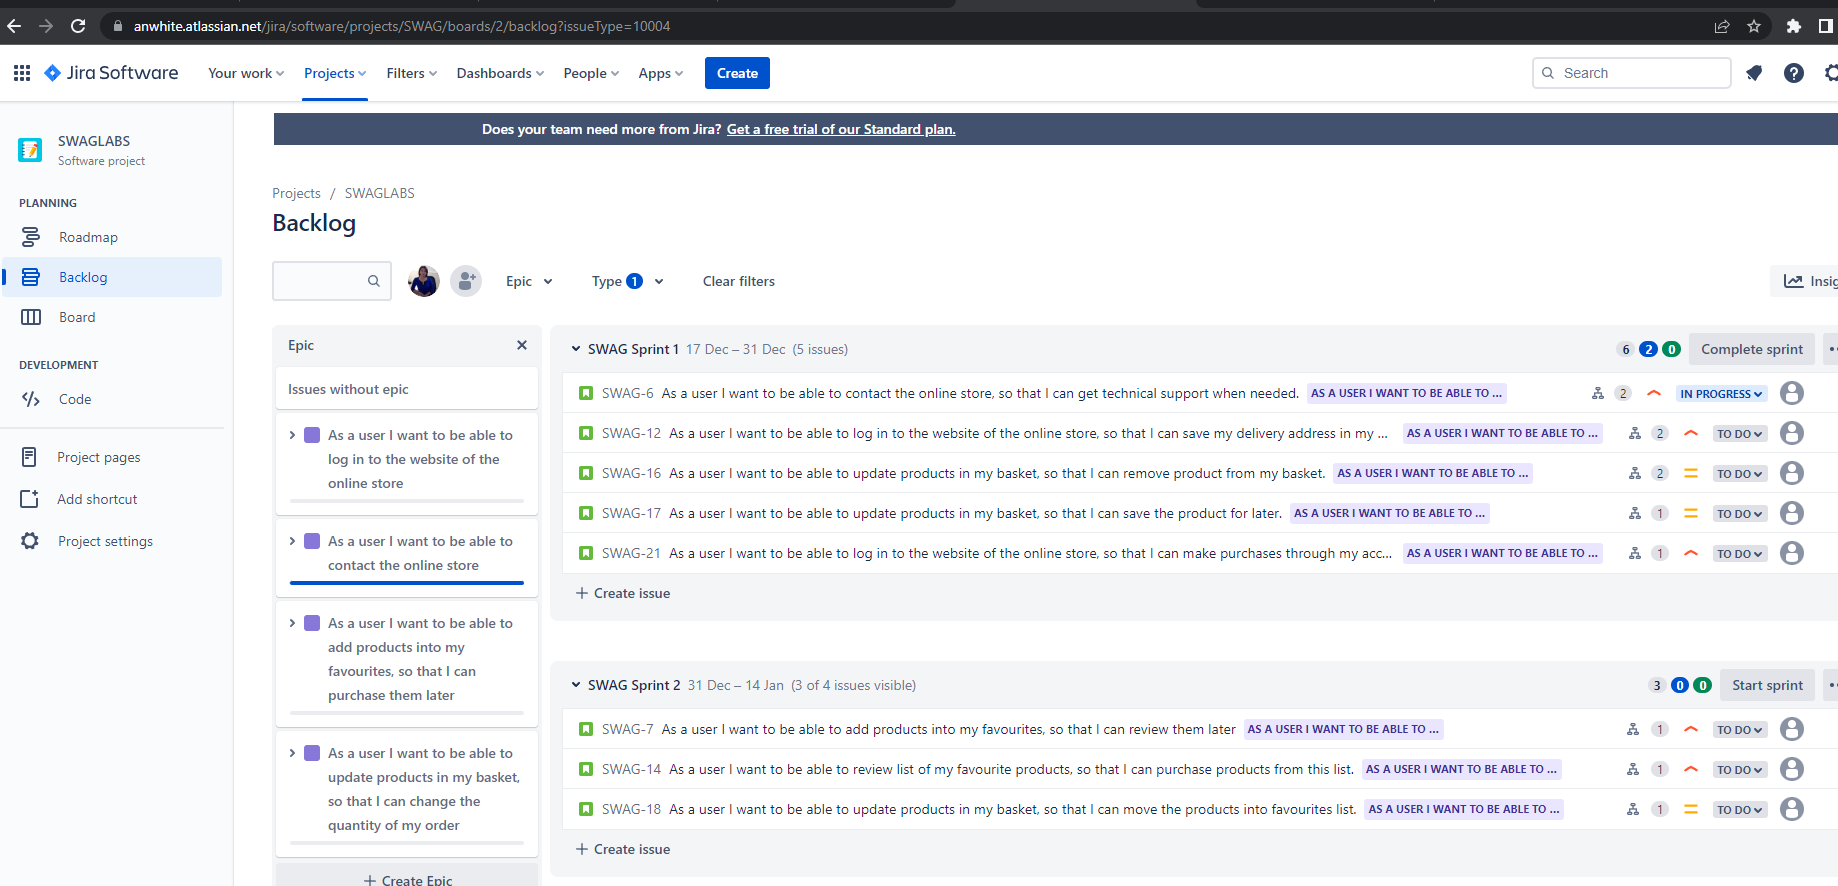 anwhite.atlassian.net/jira/software/projects/SWAG/boards/2/backlog?issueType=10004
Jira Software Your work Projects Filters Dashboards People Apps Create Search
Does your team need more from Jira? Get a free trial of our Standard plan.
SWAGLABS
Software project
PLANNING
Roadmap
Backlog
Board
DEVELOPMENT
Code
Project pages
Add shortcut
Project settings
Projects / SWAGLABS
Backlog
Epic Type 1 Clear filters
Epic
Issues without epic
As a user I want to be able to
log in to the website of the
online store
As a user I want to be able to
contact the online store
As a user I want to be able to
add products into my
favourites, so that I can
purchase them later
As a user I want to be able to
update products in my basket,
so that I can change the
quantity of my order
+ Create Epic
SWAG Sprint 1 17 Dec – 31 Dec (5 issues) 6 2 0 Complete sprint
SWAG-6 As a user I want to be able to contact the online store, so that I can get technical support when needed. AS A USER I WANT TO BE ABLE TO ... 2 IN PROGRESS
SWAG-12 As a user I want to be able to log in to the website of the online store, so that I can save my delivery address in my ... AS A USER I WANT TO BE ABLE TO ... 2 TO DO
SWAG-16 As a user I want to be able to update products in my basket, so that I can remove product from my basket. AS A USER I WANT TO BE ABLE TO ... 2 TO DO
SWAG-17 As a user I want to be able to update products in my basket, so that I can save the product for later. AS A USER I WANT TO BE ABLE TO ... 1 TO DO
SWAG-21 As a user I want to be able to log in to the website of the online store, so that I can make purchases through my acc... AS A USER I WANT TO BE ABLE TO ... 1 TO DO
+ Create issue
SWAG Sprint 2 31 Dec – 14 Jan (3 of 4 issues visible) 3 0 0 Start sprint
SWAG-7 As a user I want to be able to add products into my favourites, so that I can review them later AS A USER I WANT TO BE ABLE TO ... 1 TO DO
SWAG-14 As a user I want to be able to review list of my favourite products, so that I can purchase products from this list. AS A USER I WANT TO BE ABLE TO ... 1 TO DO
SWAG-18 As a user I want to be able to update products in my basket, so that I can move the products into favourites list. AS A USER I WANT TO BE ABLE TO ... 1 TO DO
+ Create issue